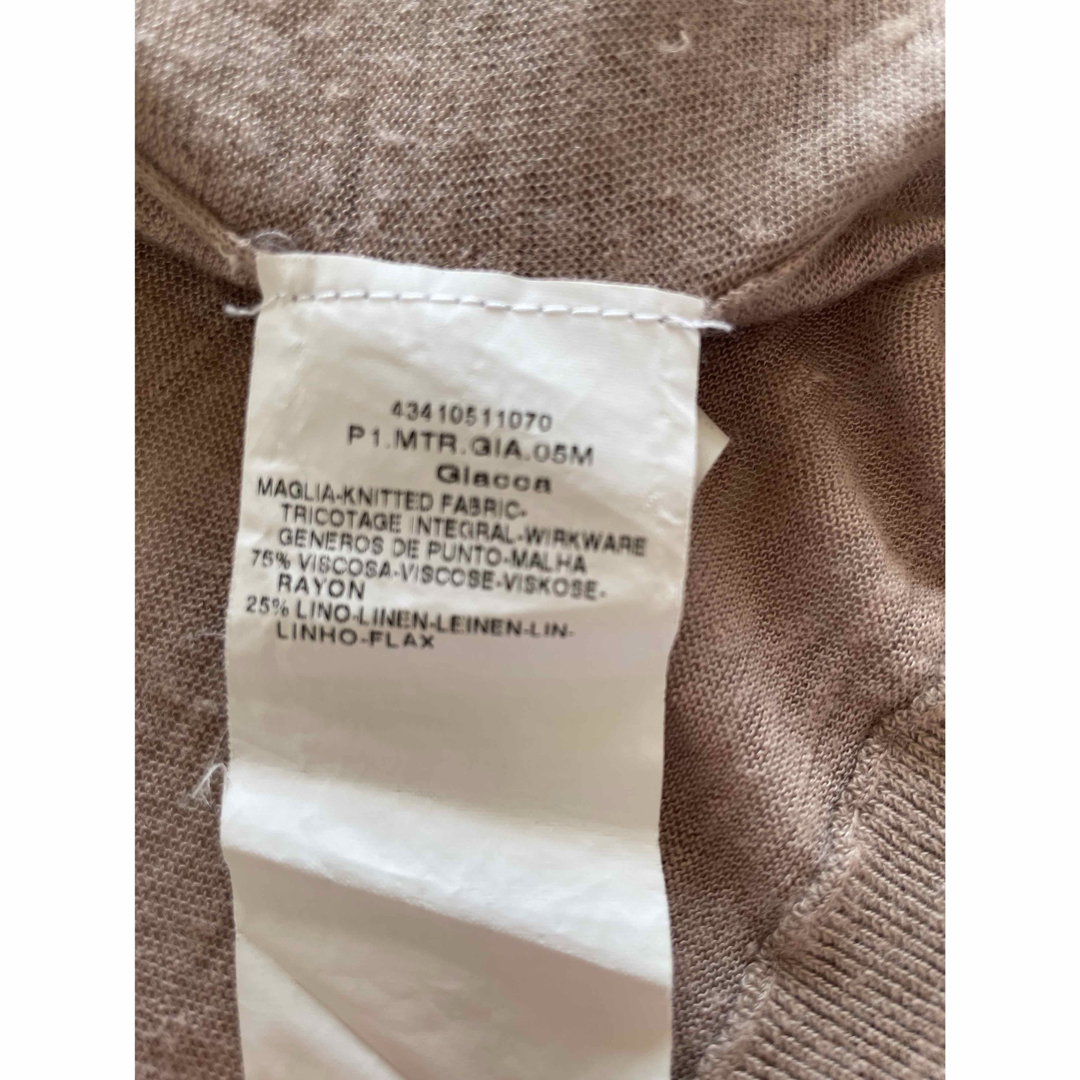 43410511070
P1.MTR.GIA.05M
Giacca
MAGLIA-KNITTED FABRIC-
TRICOTAGE INTEGRAL-WIRKWARE
GENEROS DE PUNTO-MALHA
75% VISCOSA-VISCOSE-VISKOSE-
RAYON
25% LINO-LINEN-LEINEN-LIN-
LINHO-FLAX